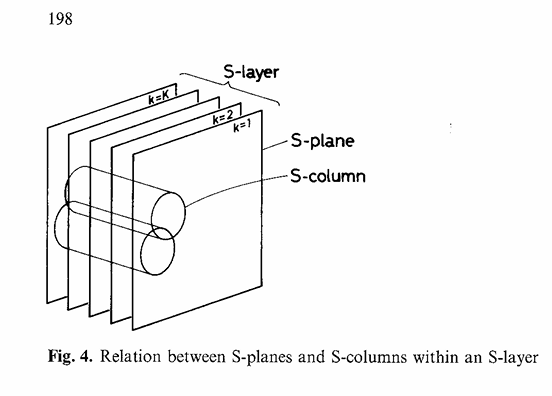 198
S-layer
k=K
k=2
k=1
S-plane
S-column
Fig. 4. Relation between S-planes and S-columns within an S-layer